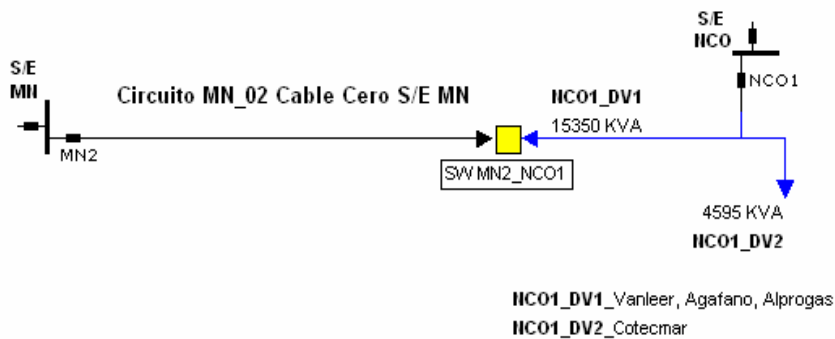 S/E
NCO
NCO1
S/E
MN
Circuito MN_02 Cable Cero S/E MN
NCO1_DV1
15350 KVA
MN2
SW MN2_NCO1
4595 KVA
NCO1_DV2
NCO1_DV1_Vanleer, Agafano, Alprogas
NCO1_DV2_Cotecmar